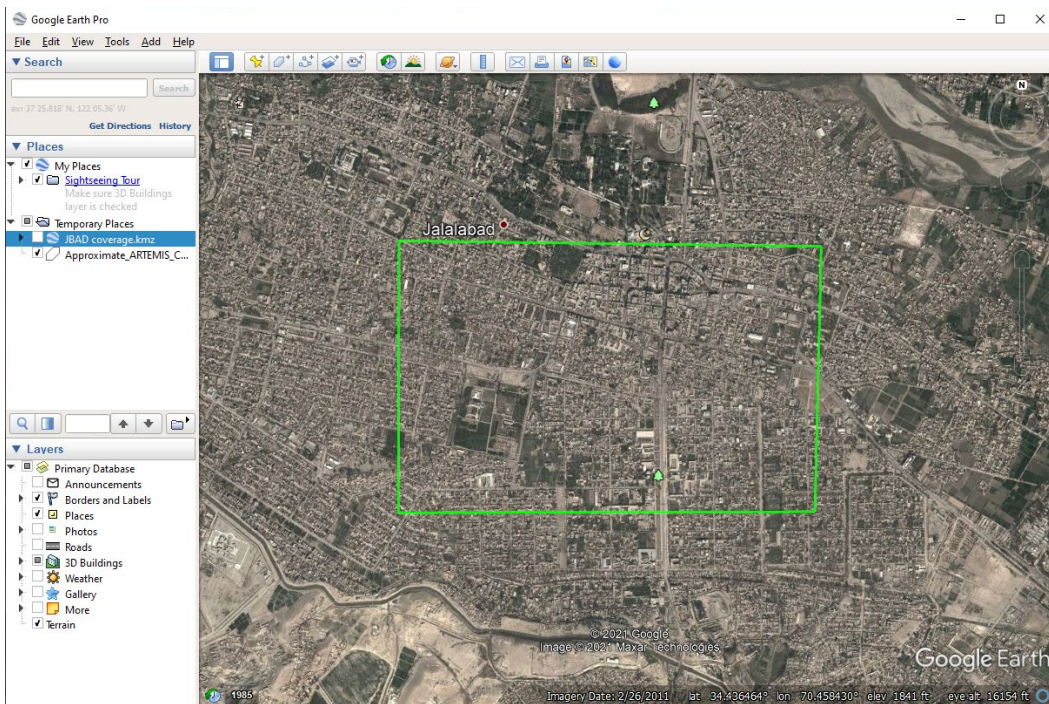 Google Earth Pro
File Edit View Tools Add Help
Search
Search
ex: 37 25.818' N, 122 05.36' W
Get Directions History
Places
My Places
Sightseeing Tour
Make sure 3D Buildings
layer is checked
Temporary Places
JBAD coverage.kmz
Approximate_ARTEMIS_C...
Layers
Primary Database
Announcements
Borders and Labels
Places
Photos
Roads
3D Buildings
Weather
Gallery
More
Terrain
N
Jalalabad
© 2021 Google
Image © 2021 Maxar Technologies
Google Earth
1985
Imagery Date: 2/26/2011 lat 34.436464° lon 70.458430° elev 1841 ft eye alt 16154 ft